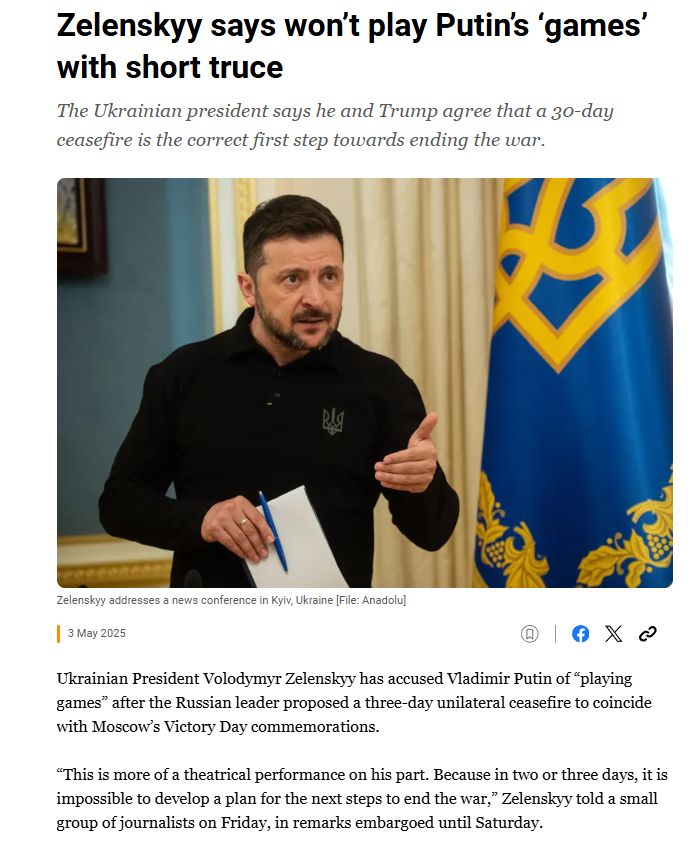 Zelenskyy says won’t play Putin’s ‘games’
with short truce
The Ukrainian president says he and Trump agree that a 30-day
ceasefire is the correct first step towards ending the war.
Zelenskyy addresses a news conference in Kyiv, Ukraine [File: Anadolu]
3 May 2025
Ukrainian President Volodymyr Zelenskyy has accused Vladimir Putin of “playing
games” after the Russian leader proposed a three-day unilateral ceasefire to coincide
with Moscow’s Victory Day commemorations.
“This is more of a theatrical performance on his part. Because in two or three days, it is
impossible to develop a plan for the next steps to end the war,” Zelenskyy told a small
group of journalists on Friday, in remarks embargoed until Saturday.